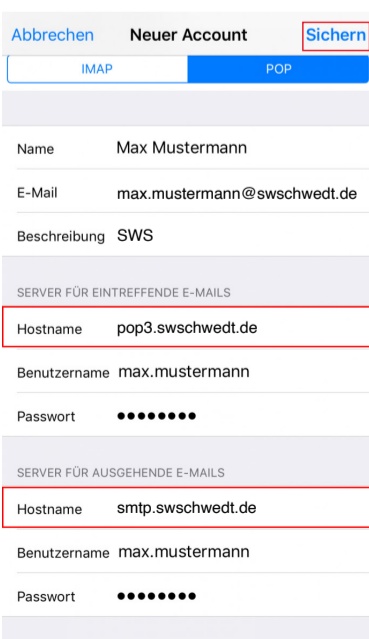 Abbrechen Neuer Account Sichern
IMAP POP
Name Max Mustermann
E-Mail max.mustermann@swschwedt.de
Beschreibung SWS
SERVER FÜR EINTREFFENDE E-MAILS
Hostname pop3.swschwedt.de
Benutzername max.mustermann
Passwort ●●●●●●●●
SERVER FÜR AUSGEHENDE E-MAILS
Hostname smtp.swschwedt.de
Benutzername max.mustermann
Passwort ●●●●●●●●